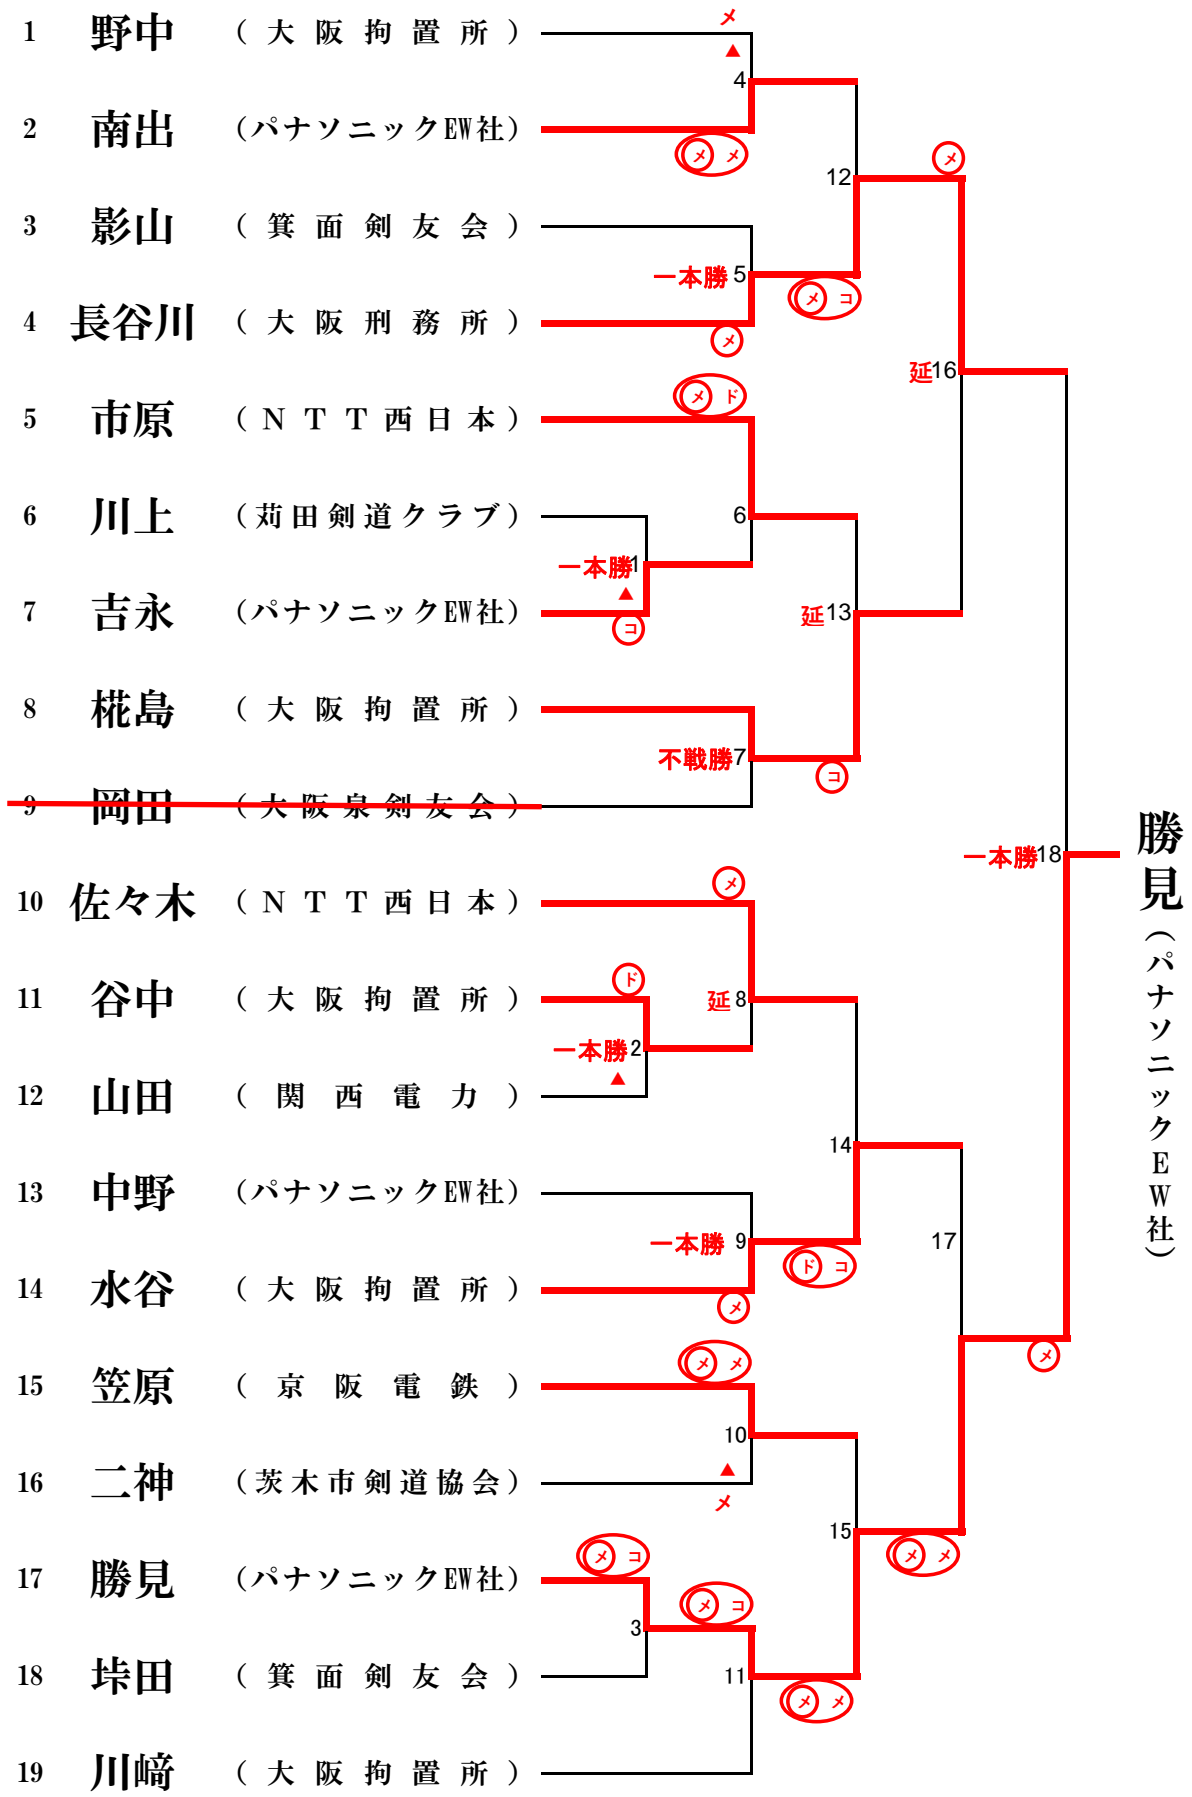 1 野中 (大阪拘置所)
メ
▲
4
2 南出 (パナソニックEW社)
メ メ
12
メ
3 影山 (箕面剣友会)
一本勝 5
メ コ
4 長谷川 (大阪刑務所)
メ
延16
メ ド
5 市原 (NTT西日本)
6 川上 (苅田剣道クラブ)
6
一本勝1
▲
7 吉永 (パナソニックEW社)
コ
延13
8 椛島 (大阪拘置所)
不戦勝7
コ
9 岡田 (大阪泉剣友会)
一本勝18
勝見(パナソニックEW社)
メ
10 佐々木 (NTT西日本)
ド
11 谷中 (大阪拘置所)
延 8
一本勝2
▲
12 山田 (関西電力)
14
13 中野 (パナソニックEW社)
一本勝 9
17
ド コ
14 水谷 (大阪拘置所)
メ
メ
メ メ
15 笠原 (京阪電鉄)
10
▲
16 二神 (茨木市剣道協会)
メ
15
メ メ
メ コ
17 勝見 (パナソニックEW社)
メ コ
3
18 垰田 (箕面剣友会)
11
メ メ
19 川﨑 (大阪拘置所)